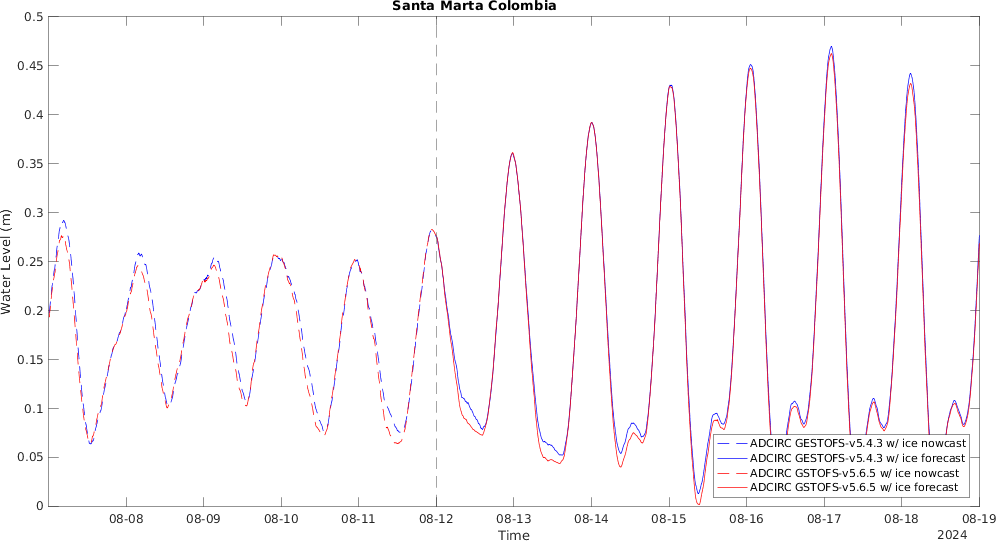 Santa Marta Colombia
0.5
0.45
0.4
0.35
0.3
0.25
0.2
0.15
0.1
0.05
0
Water Level (m)
ADCIRC GESTOFS-v5.4.3 w/ ice nowcast
ADCIRC GESTOFS-v5.4.3 w/ ice forecast
ADCIRC GSTOFS-v5.6.5 w/ ice nowcast
ADCIRC GSTOFS-v5.6.5 w/ ice forecast
08-08 08-09 08-10 08-11 08-12 08-13 08-14 08-15 08-16 08-17 08-18 08-19
Time
2024